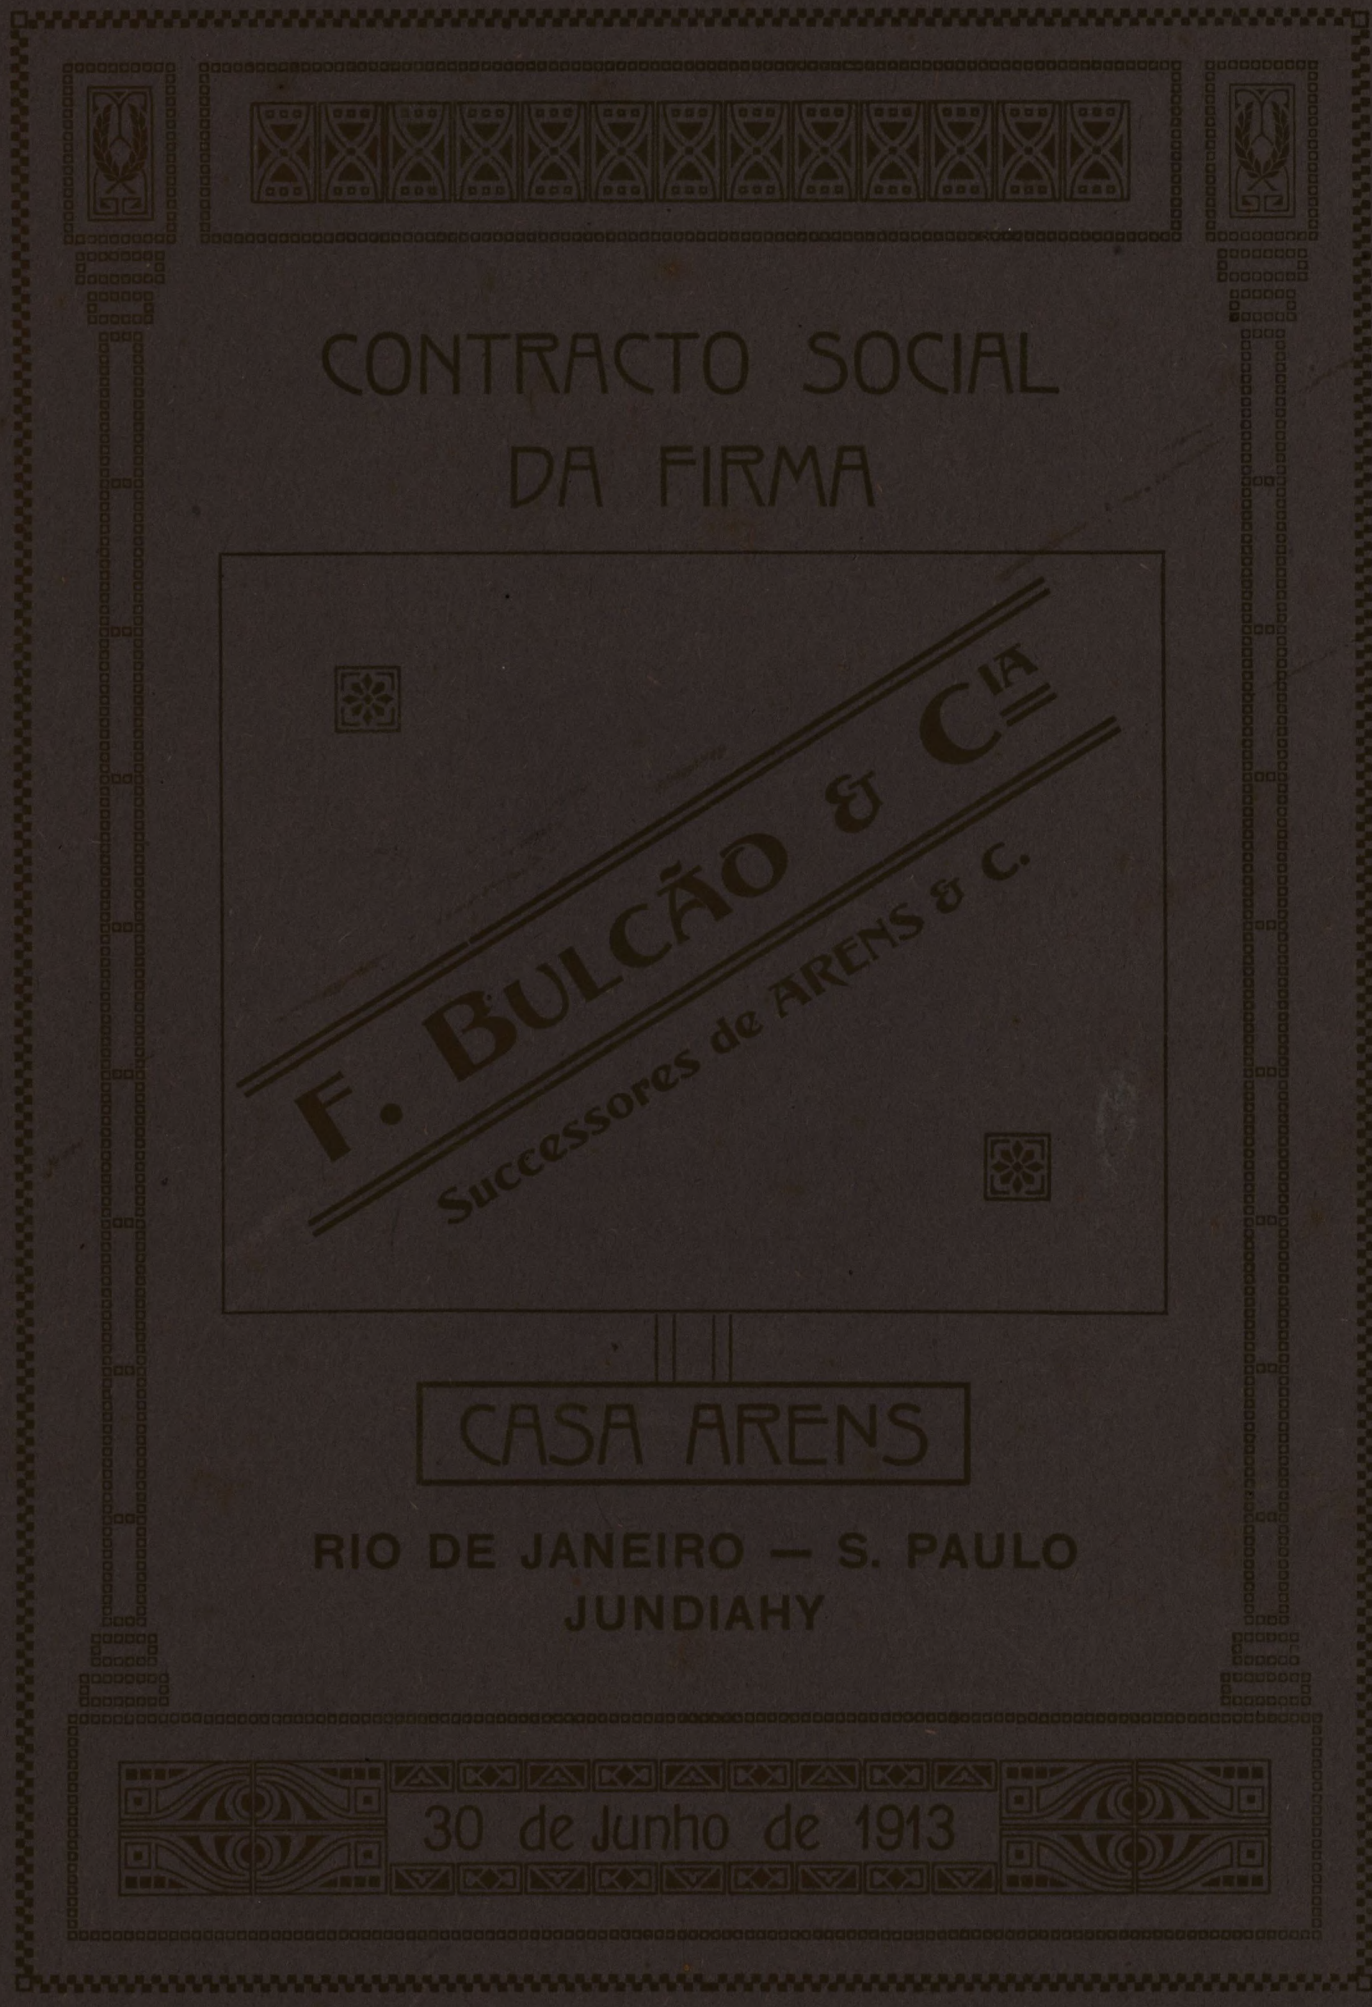 CONTRACTO SOCIAL
DA FIRMA
F. BULCÃO & CIA
Successores de ARENS & C.
CASA ARENS
RIO DE JANEIRO — S. PAULO
JUNDIAHY
30 de Junho de 1913